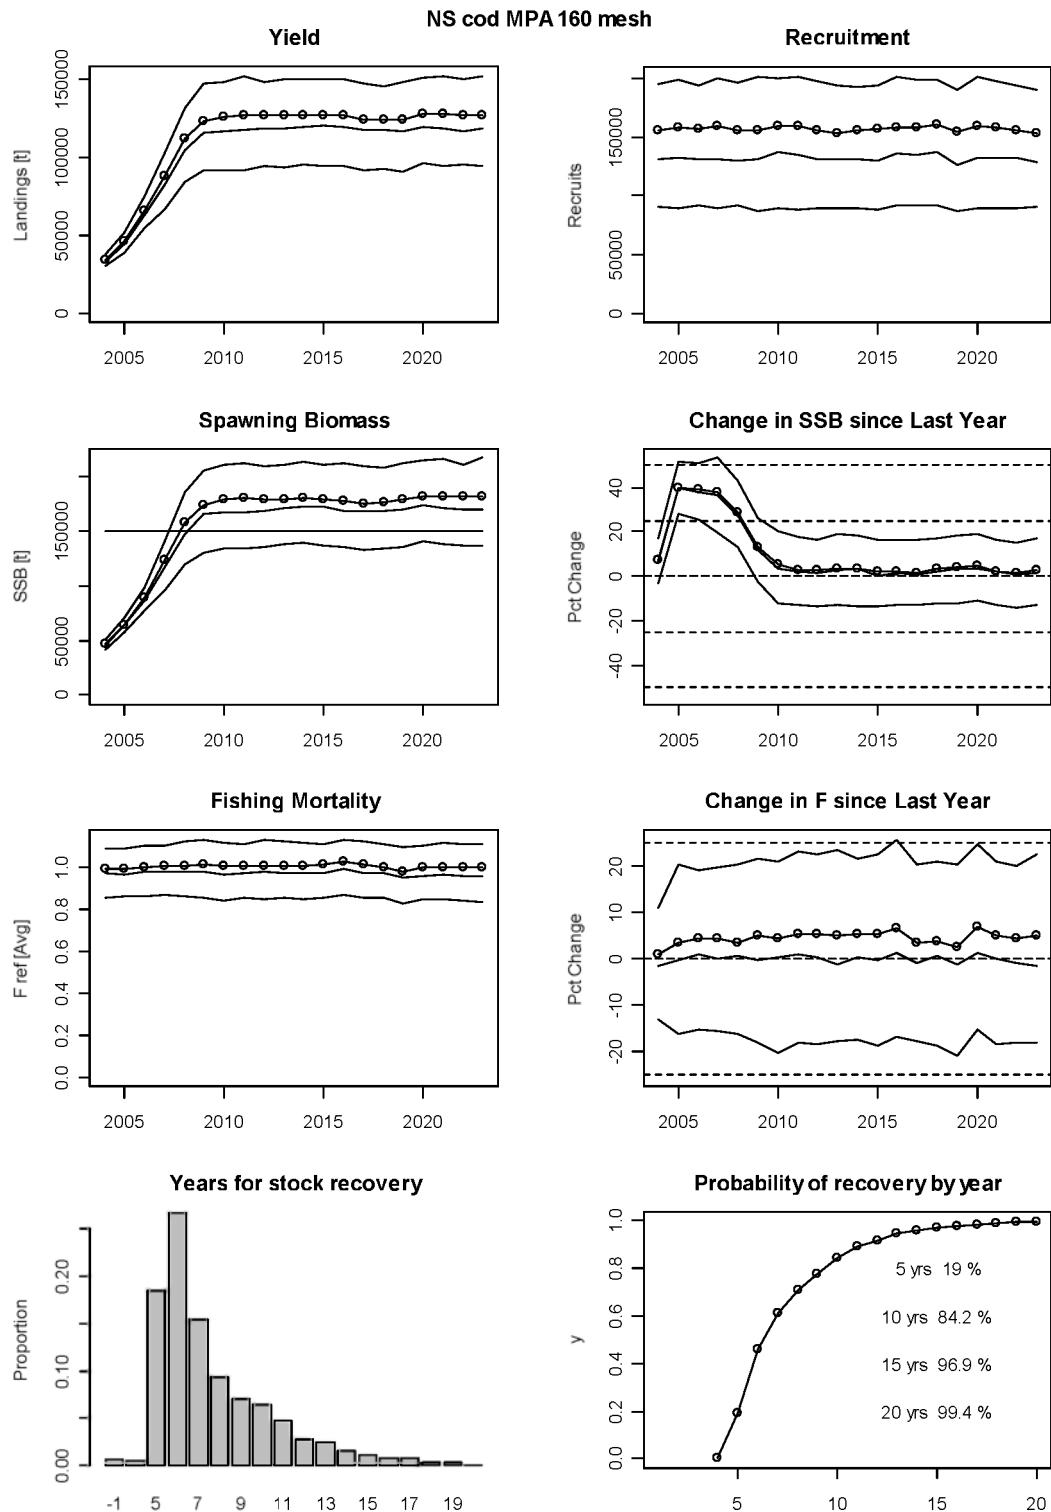 NS cod MPA 160 mesh
Yield
Landings [t]
0 50000 100000 150000
2005 2010 2015 2020
Recruitment
Recruits
0 50000 150000
2005 2010 2015 2020
Spawning Biomass
SSB [t]
0 50000 150000
2005 2010 2015 2020
Change in SSB since Last Year
Pct Change
-40 -20 0 20 40
2005 2010 2015 2020
Fishing Mortality
F ref [Avg]
0.0 0.2 0.4 0.6 0.8 1.0
2005 2010 2015 2020
Change in F since Last Year
Pct Change
-20 -10 0 10 20
2005 2010 2015 2020
Years for stock recovery
Proportion
0.00 0.10 0.20
-1 5 7 9 11 13 15 17 19
Probability of recovery by year
y
0.0 0.2 0.4 0.6 0.8 1.0
5 yrs 19 %
10 yrs 84.2 %
15 yrs 96.9 %
20 yrs 99.4 %
5 10 15 20